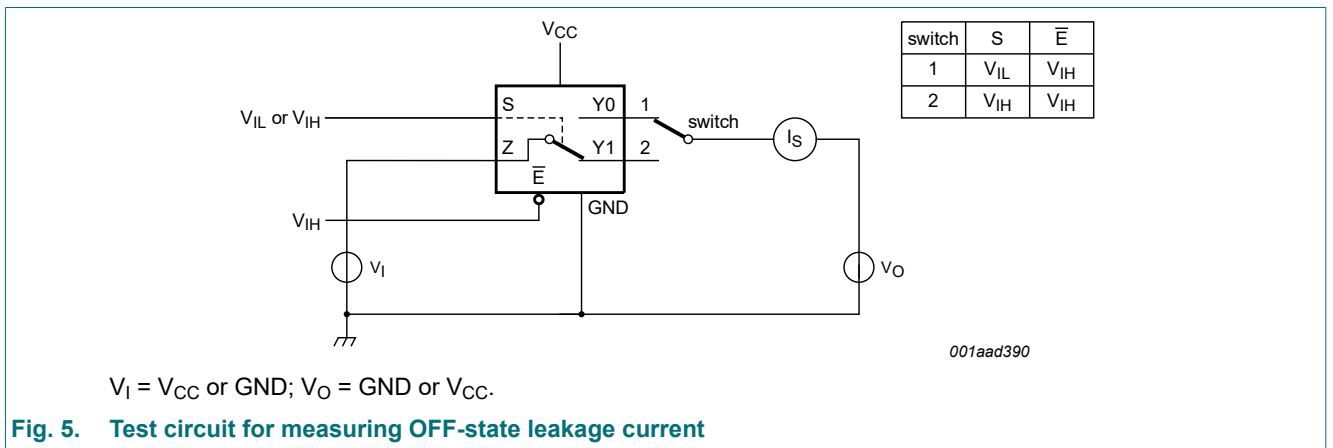 VCC
switch S E̅
1 VIL VIH
2 VIH VIH
S Y0 1
VIL or VIH
switch
IS
Z Y1 2
E̅
GND
VIH
VI
VO
001aad390
VI = VCC or GND; VO = GND or VCC.
Fig. 5. Test circuit for measuring OFF-state leakage current